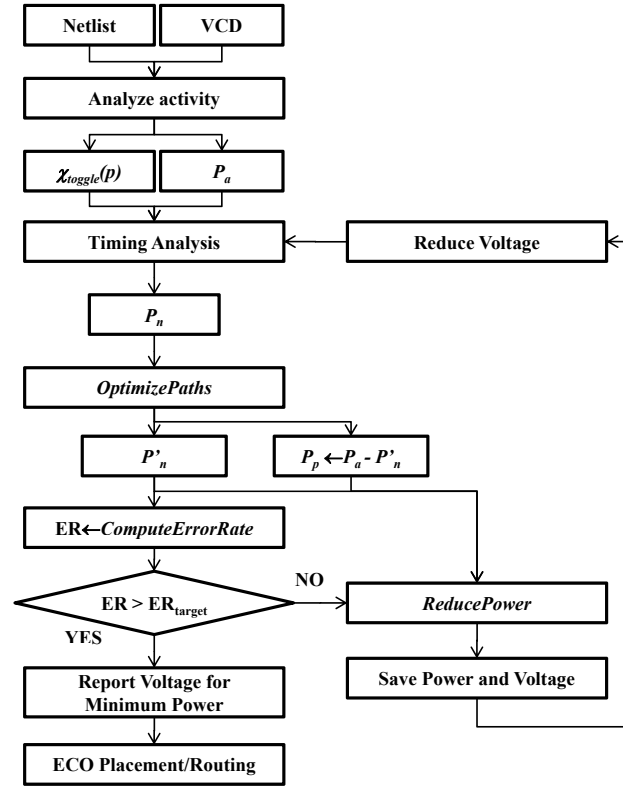 Netlist VCD
Analyze activity
χtoggle(p) Pa
Timing Analysis Reduce Voltage
Pn
OptimizePaths
P'n Pp ←Pa - P'n
ER←ComputeErrorRate
NO
ER > ERtarget ReducePower
YES
Report Voltage for
Minimum Power
Save Power and Voltage
ECO Placement/Routing